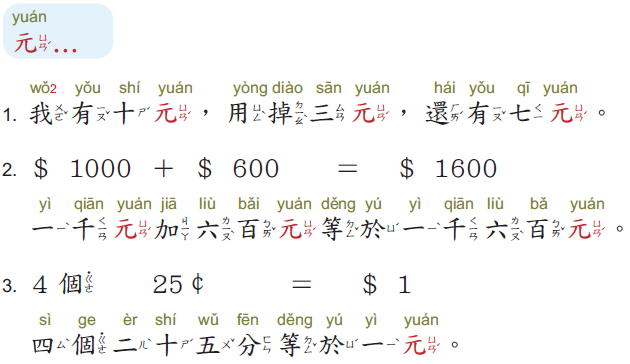 yuán
元ㄩㄢˊ...
wǒ2 yǒu shí yuán yòng diào sān yuán hái yǒu qī yuán
1. 我ㄨㄛˇ有ㄧㄡˇ十ㄕˊ元ㄩㄢˊ，用ㄩㄥˋ掉ㄉㄧㄠˋ三ㄙㄢ元ㄩㄢˊ，還ㄏㄞˊ有ㄧㄡˇ七ㄑㄧ元ㄩㄢˊ。
2. $ 1000 + $ 600 = $ 1600
yì qiān yuán jiā liù bǎi yuán děng yú yì qiān liù bǎ yuán
一ㄧˋ千ㄑㄧㄢ元ㄩㄢˊ加ㄐㄧㄚ六ㄌㄧㄡˋ百ㄅㄞˇ元ㄩㄢˊ等ㄉㄥˇ於ㄩˊ一ㄧˋ千ㄑㄧㄢ六ㄌㄧㄡˋ百ㄅㄞˇ元ㄩㄢˊ。
3. 4 個˙ㄍㄜ 25¢ = $ 1
sì ge èr shí wǔ fēn děng yú yì yuán
四ㄙˋ個˙ㄍㄜ二ㄦˋ十ㄕˊ五ㄨˇ分ㄈㄣ等ㄉㄥˇ於ㄩˊ一ㄧˋ元ㄩㄢˊ。